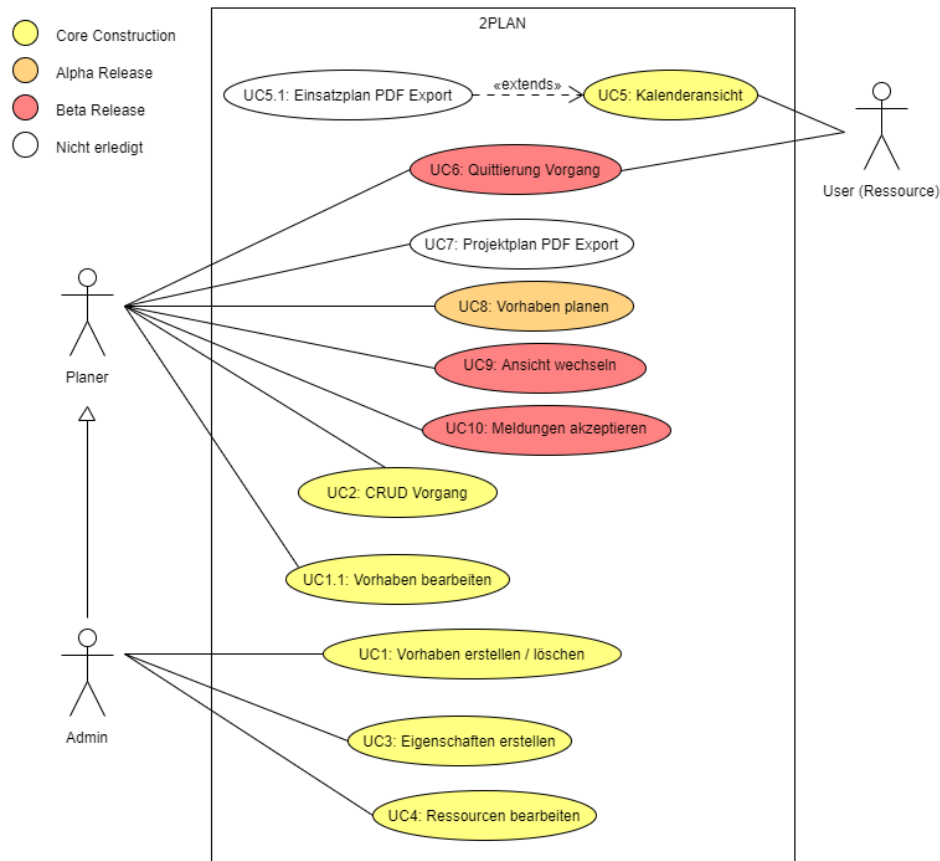 2PLAN
Core Construction
Alpha Release
Beta Release
Nicht erledigt
UC5.1: Einsatzplan PDF Export
«extends»
UC5: Kalenderansicht
User (Ressource)
UC6: Quittierung Vorgang
UC7: Projektplan PDF Export
UC8: Vorhaben planen
Planer
UC9: Ansicht wechseln
UC10: Meldungen akzeptieren
UC2: CRUD Vorgang
UC1.1: Vorhaben bearbeiten
UC1: Vorhaben erstellen / löschen
Admin
UC3: Eigenschaften erstellen
UC4: Ressourcen bearbeiten